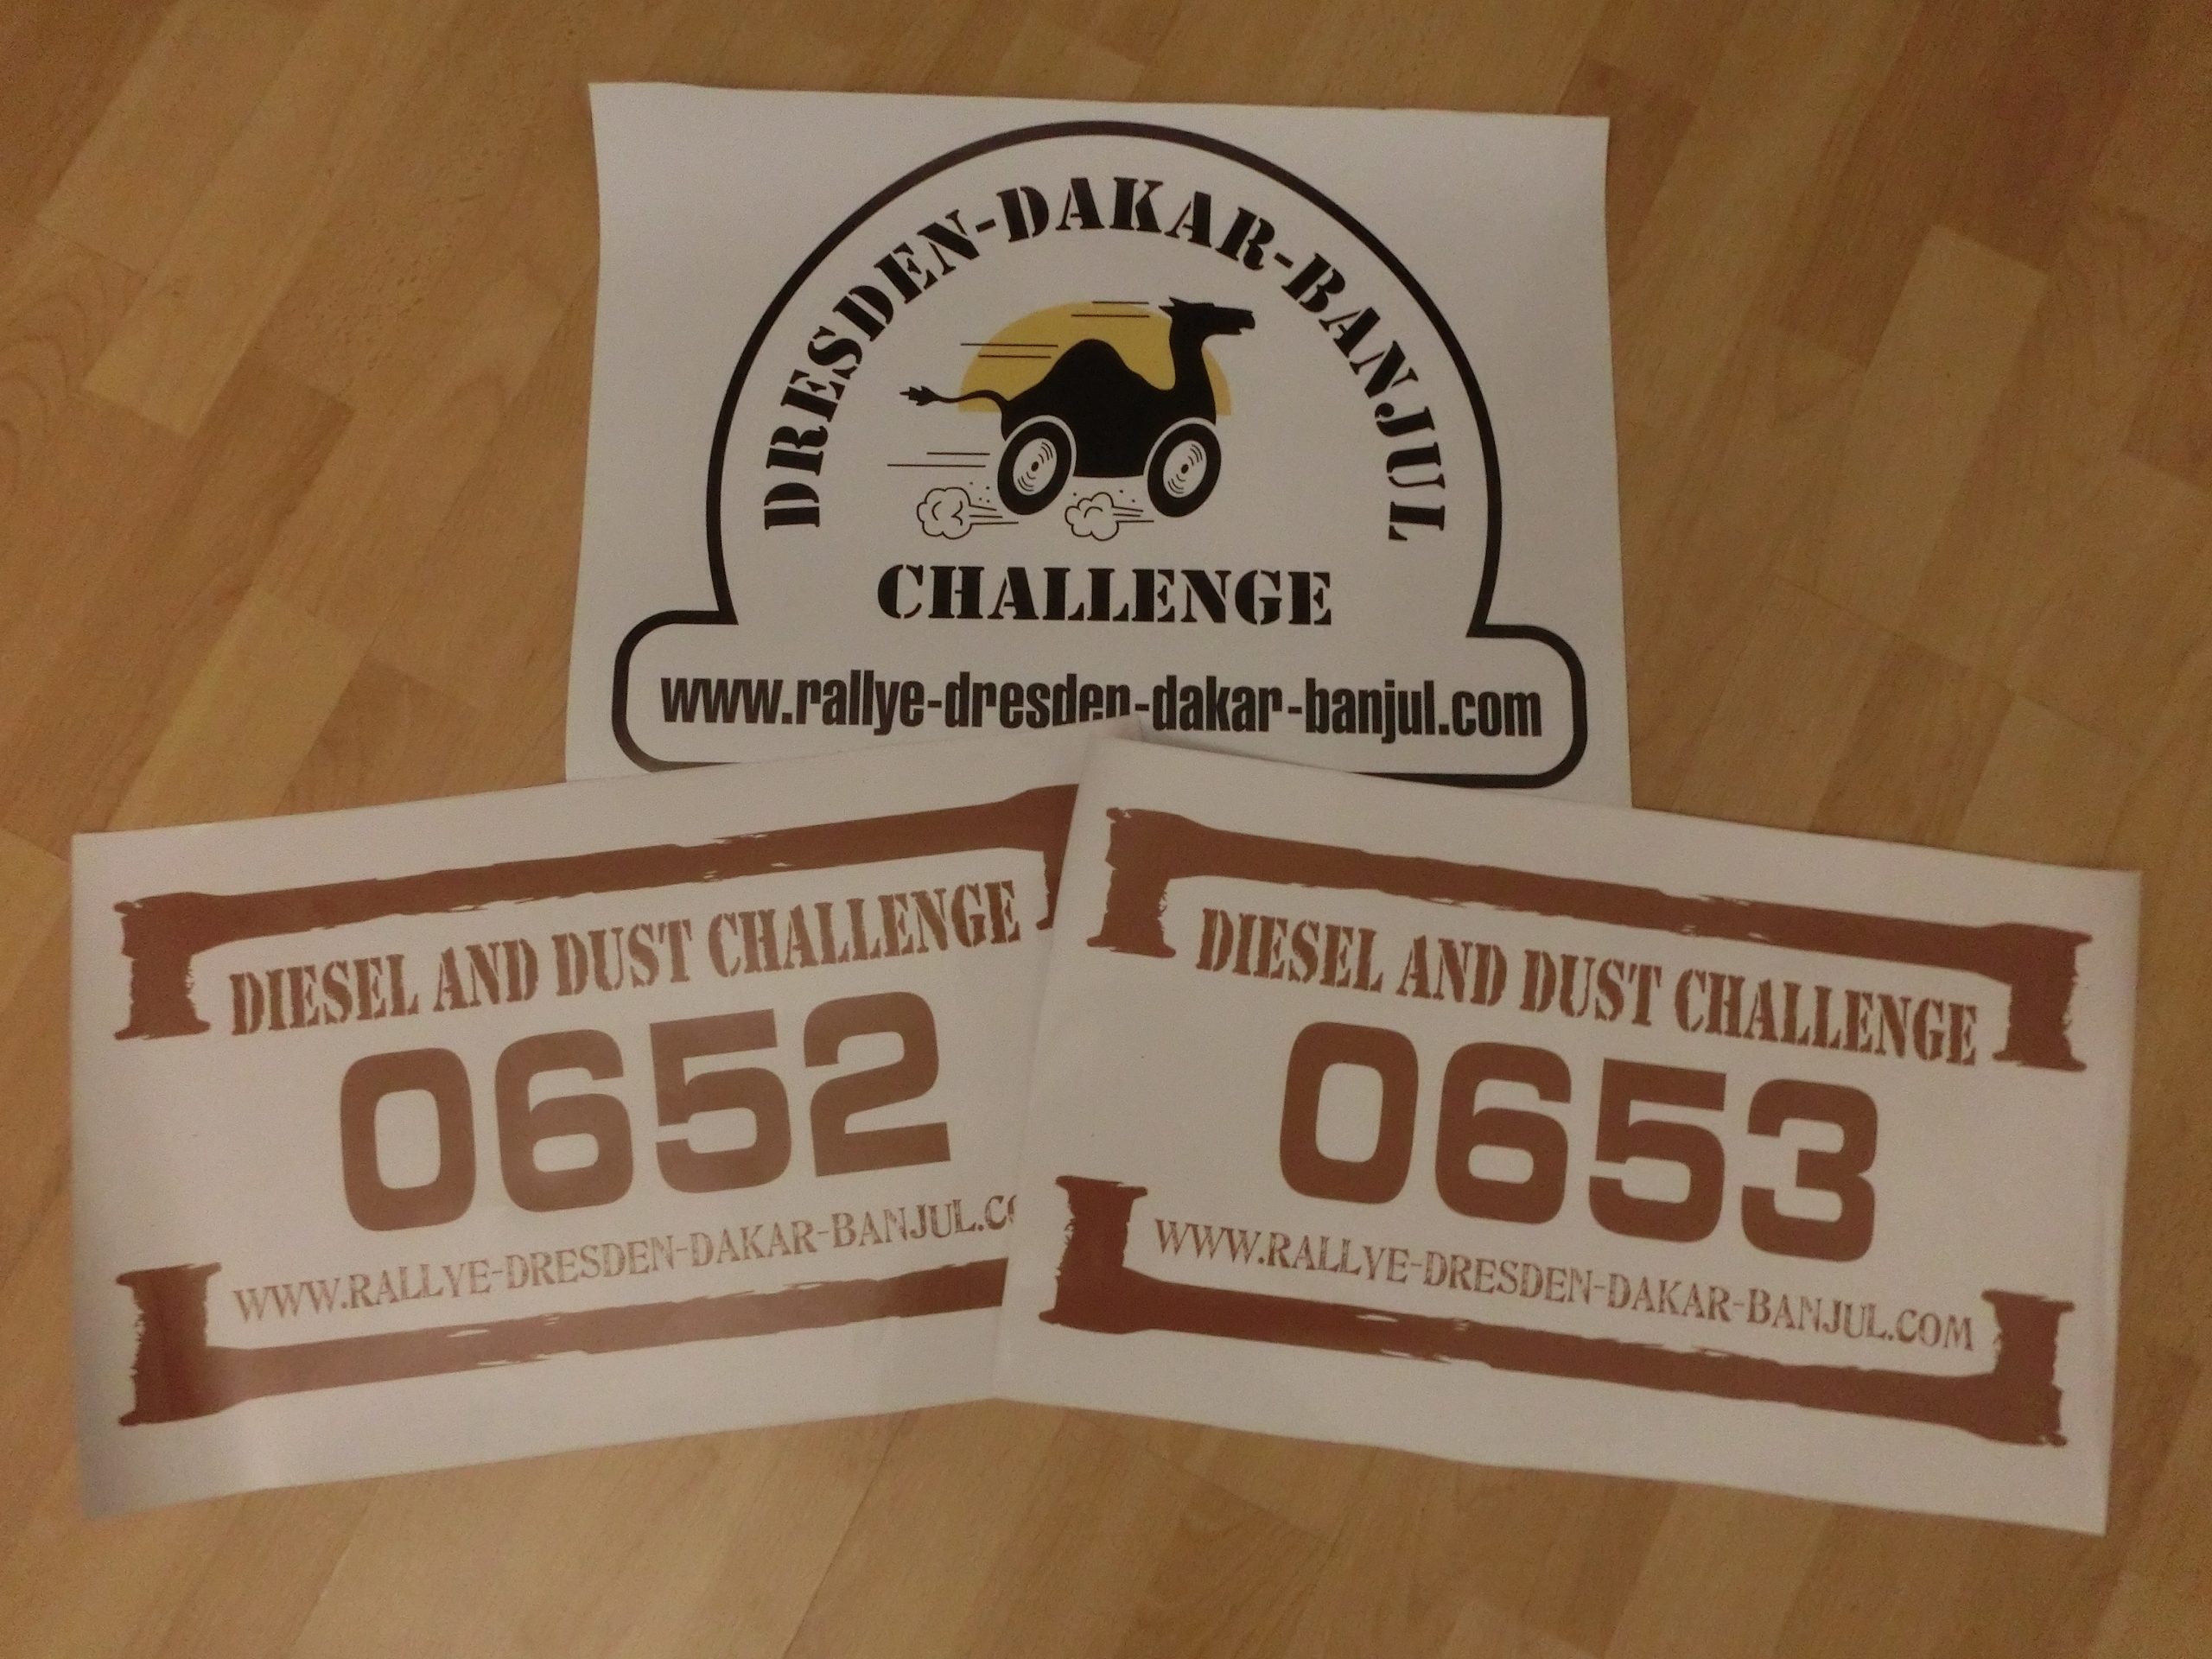 DRESDEN-DAKAR-BANJUL
CHALLENGE
www.rallye-dresden-dakar-banjul.com
DIESEL AND DUST CHALLENGE
0652
WWW.RALLYE-DRESDEN-DAKAR-BANJUL.CO
DIESEL AND DUST CHALLENGE
0653
WWW.RALLYE-DRESDEN-DAKAR-BANJUL.COM